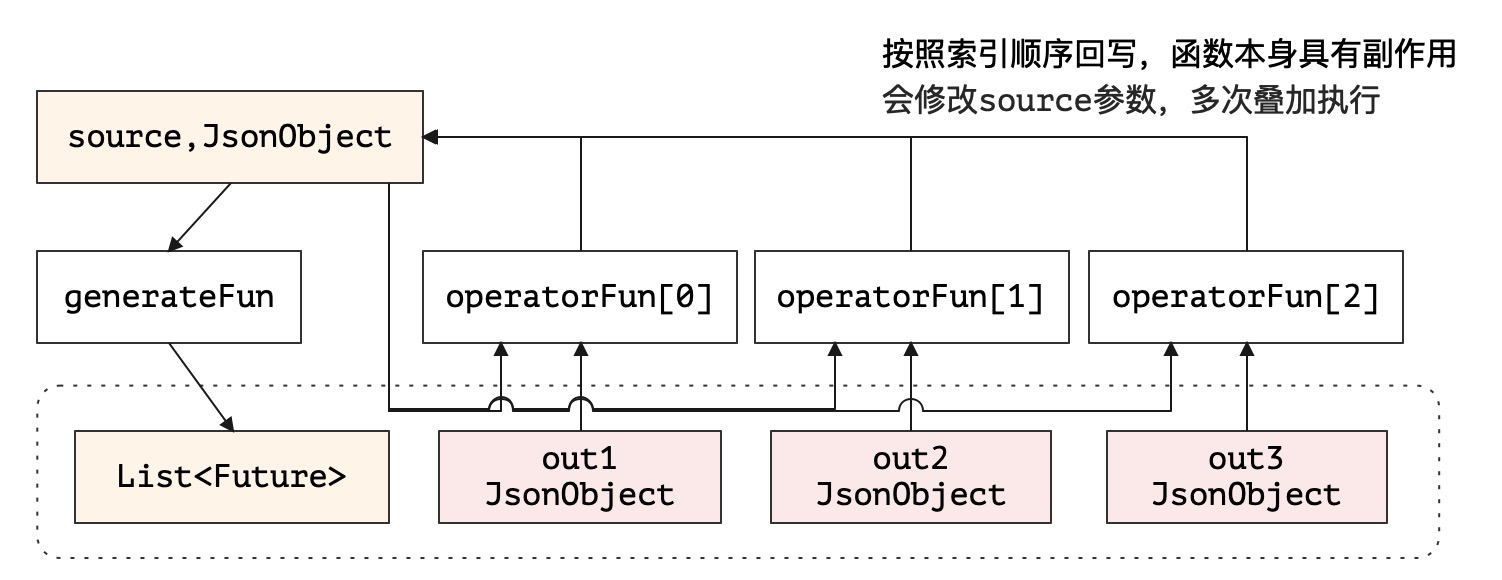 按照索引顺序回写，函数本身具有副作用
会修改source参数，多次叠加执行
source,JsonObject
generateFun
operatorFun[0]
operatorFun[1]
operatorFun[2]
List<Future>
out1
JsonObject
out2
JsonObject
out3
JsonObject